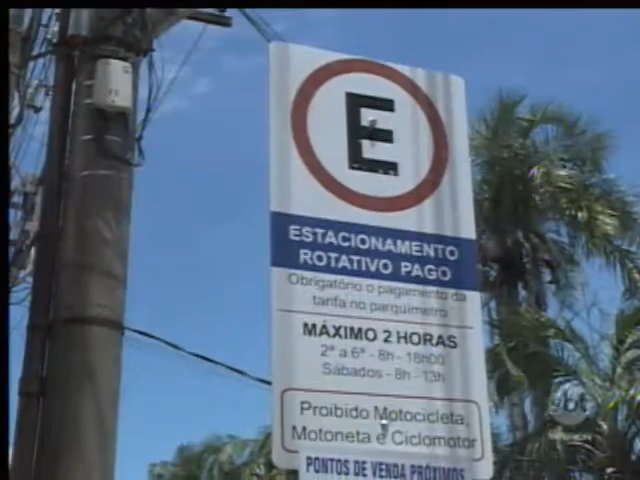 E
ESTACIONAMENTO
ROTATIVO PAGO
Obrigatório o pagamento da
tarifa no parquímetro
MÁXIMO 2 HORAS
2ª a 6ª - 8h - 18h00
Sábados - 8h - 13h
Proibido Motocicleta,
Motoneta e Ciclomotor
PONTOS DE VENDA PRÓXIMOS
sbt